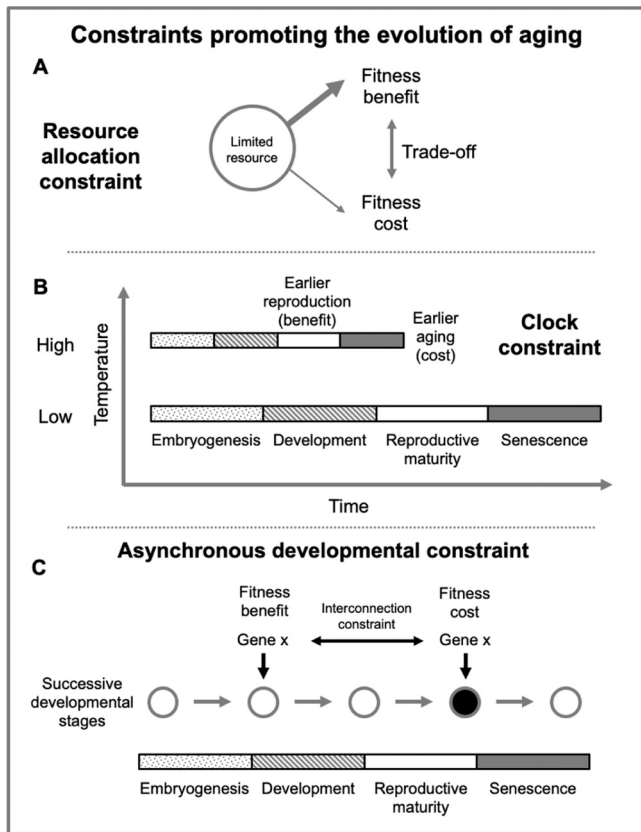 Constraints promoting the evolution of aging
A
Resource
allocation
constraint
Limited
resource
Fitness
benefit
Trade-off
Fitness
cost
B
Temperature
High
Low
Earlier
reproduction
(benefit)
Earlier
aging
(cost)
Clock
constraint
Embryogenesis
Development
Reproductive
maturity
Senescence
Time
Asynchronous developmental constraint
C
Fitness
benefit
Gene x
Interconnection
constraint
Fitness
cost
Gene x
Successive
developmental
stages
Embryogenesis
Development
Reproductive
maturity
Senescence